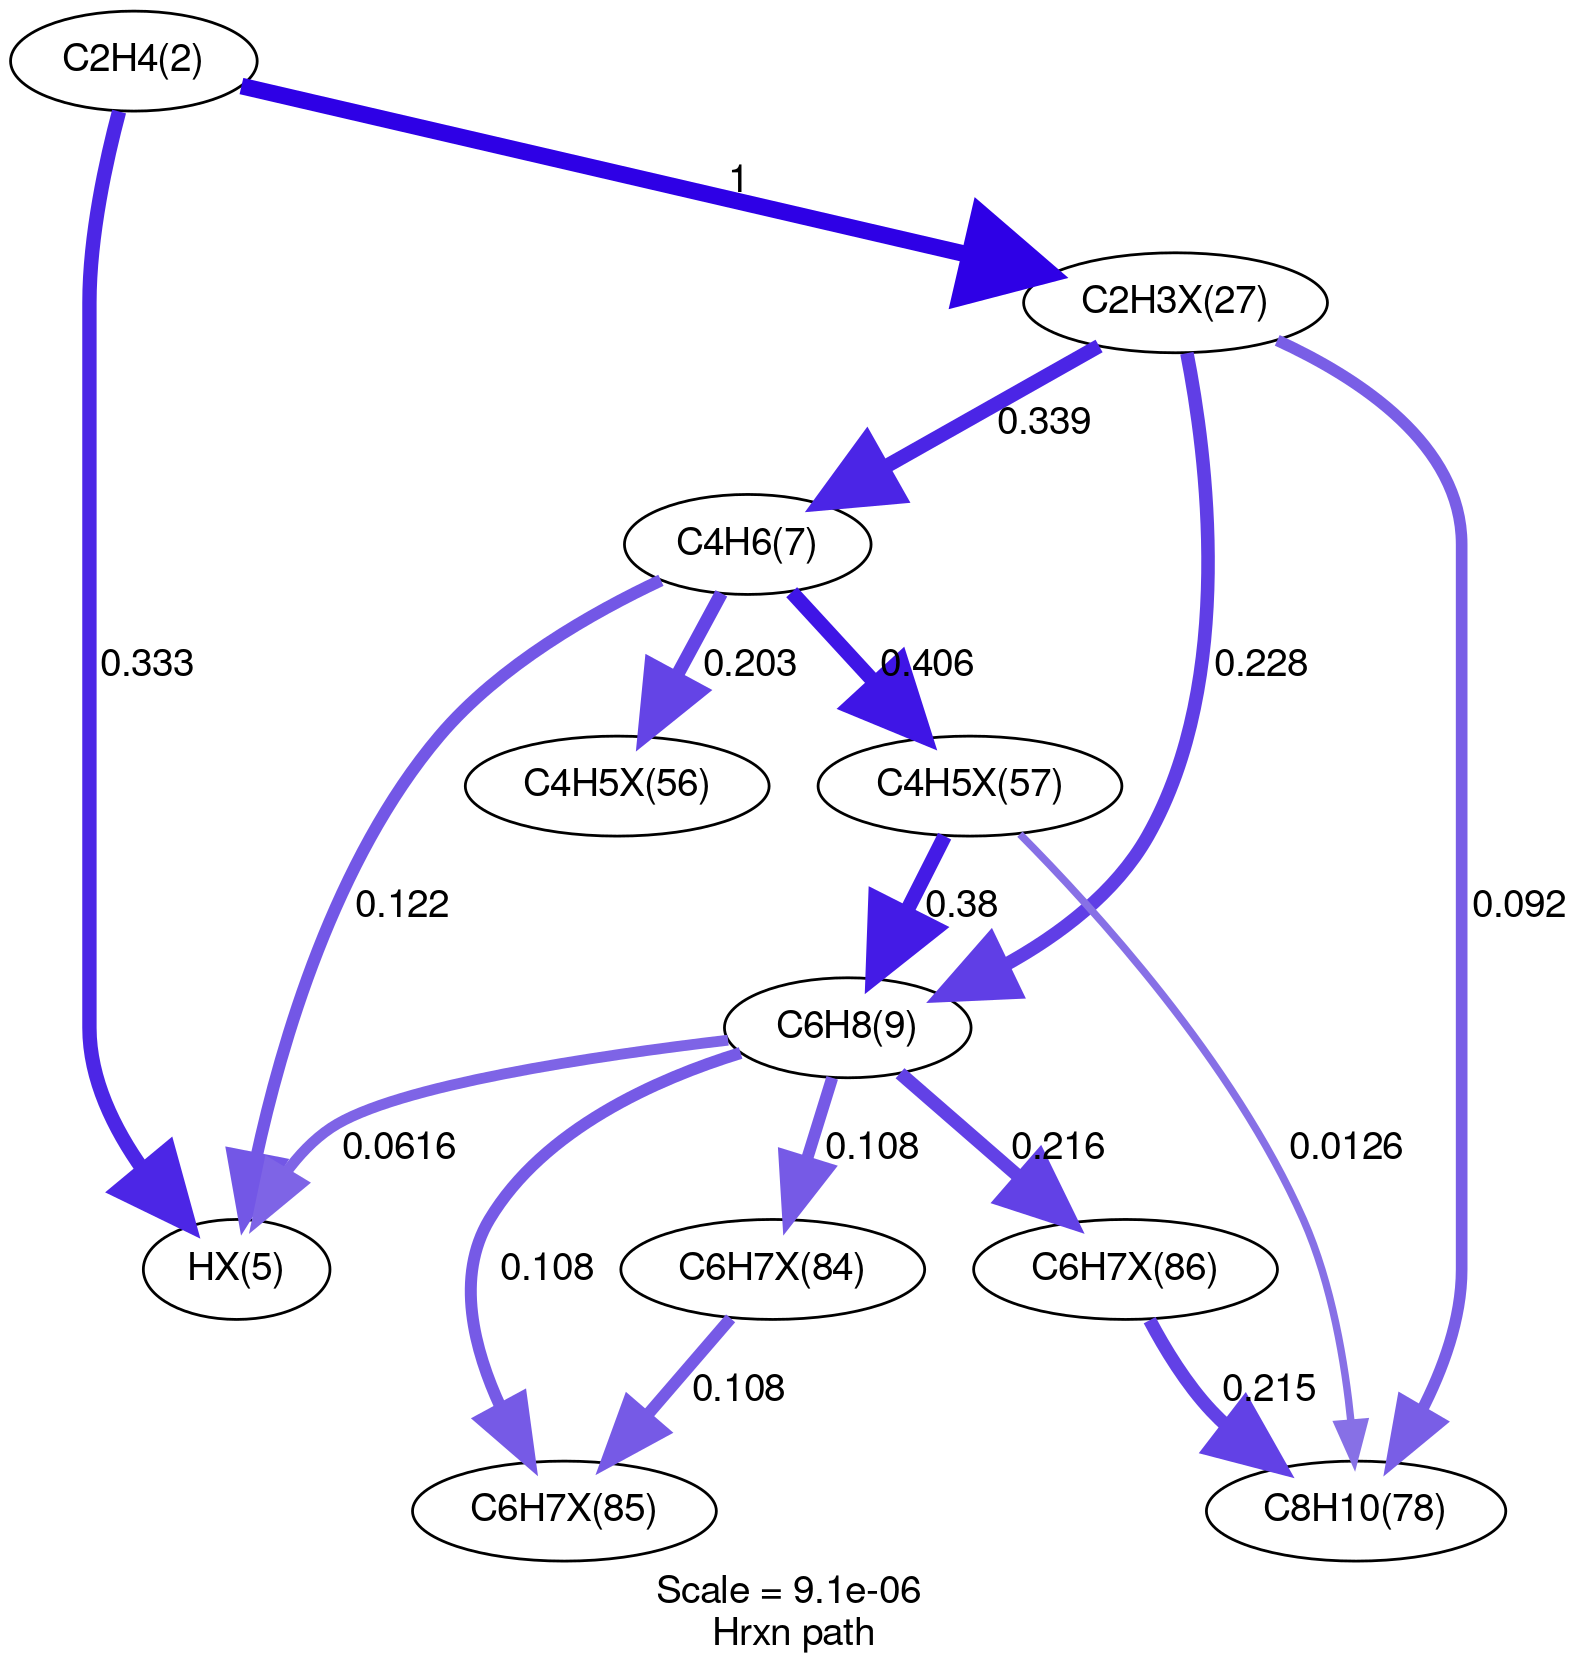 C2H4(2)
1
C2H3X(27)
0.339
C4H6(7)
0.333
0.203
0.406
0.228
C4H5X(56)
C4H5X(57)
0.122
0.38
0.092
C6H8(9)
0.0616
0.108
0.216
0.0126
HX(5)
0.108
C6H7X(84)
C6H7X(86)
0.108
0.215
C6H7X(85)
C8H10(78)
Scale = 9.1e-06
Hrxn path